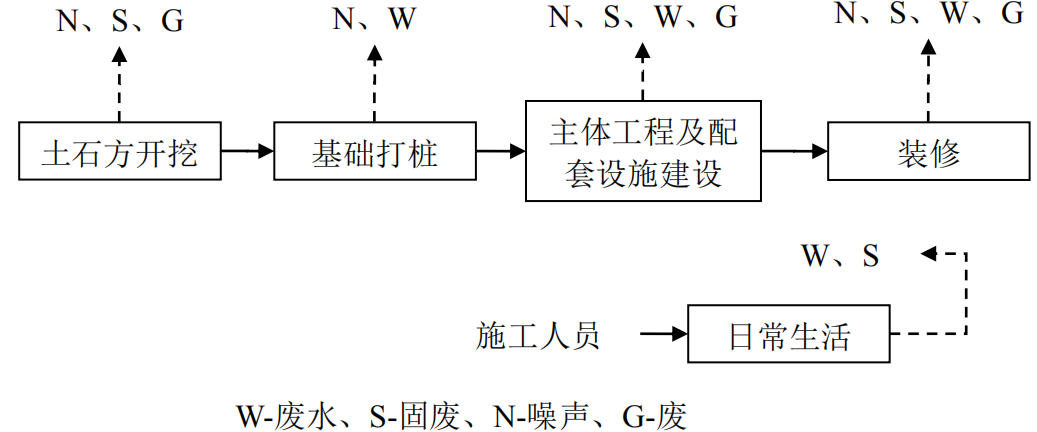 N、S、G
N、W
N、S、W、G
N、S、W、G
土石方开挖
基础打桩
主体工程及配
套设施建设
装修
W、S
施工人员
日常生活
W-废水、S-固废、N-噪声、G-废